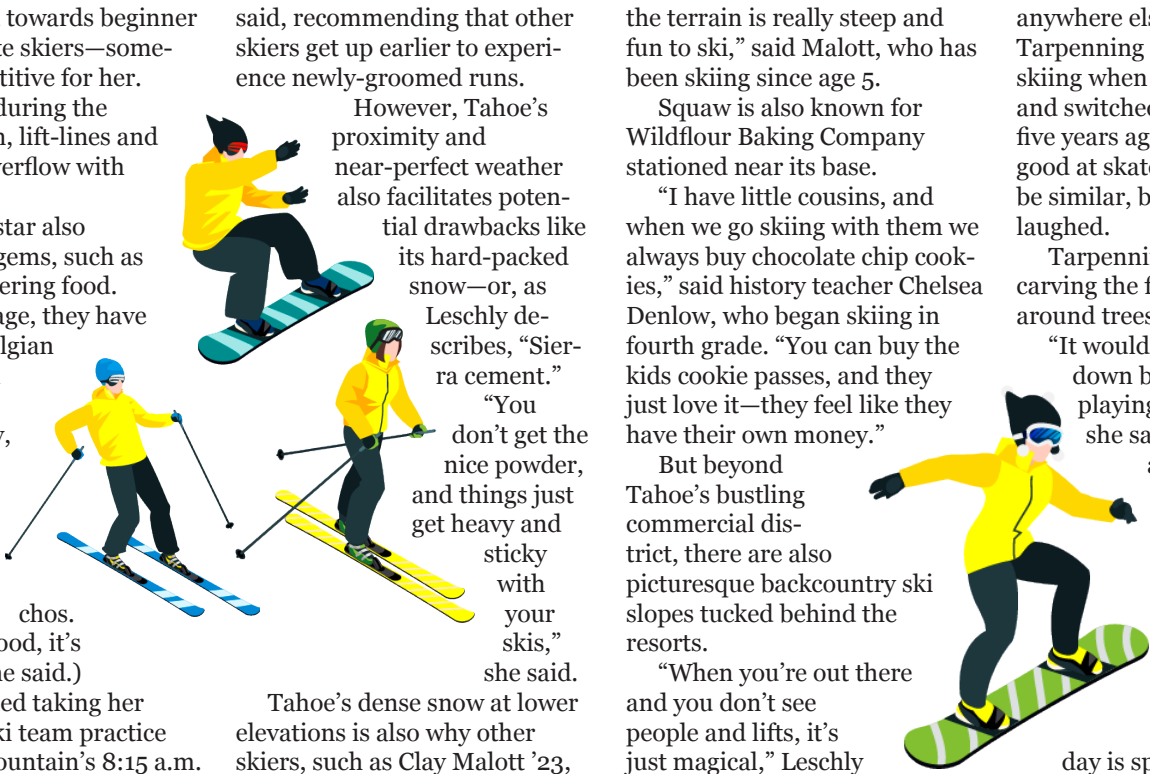 towards beginner
te skiers—some-
titive for her.
during the
n, lift-lines and
verflow with
star also
gems, such as
ering food.
age, they have
lgian
y,
chos.
ood, it’s
he said.)
ed taking her
ki team practice
ountain’s 8:15 a.m.
said, recommending that other
skiers get up earlier to experi-
ence newly-groomed runs.
However, Tahoe’s
proximity and
near-perfect weather
also facilitates poten-
tial drawbacks like
its hard-packed
snow—or, as
Leschly de-
scribes, “Sier-
ra cement.”
“You
don’t get the
nice powder,
and things just
get heavy and
sticky
with
your
skis,”
she said.
Tahoe’s dense snow at lower
elevations is also why other
skiers, such as Clay Malott ’23,
the terrain is really steep and
fun to ski,” said Malott, who has
been skiing since age 5.
Squaw is also known for
Wildflour Baking Company
stationed near its base.
“I have little cousins, and
when we go skiing with them we
always buy chocolate chip cook-
ies,” said history teacher Chelsea
Denlow, who began skiing in
fourth grade. “You can buy the
kids cookie passes, and they
just love it—they feel like they
have their own money.”
But beyond
Tahoe’s bustling
commercial dis-
trict, there are also
picturesque backcountry ski
slopes tucked behind the
resorts.
“When you’re out there
and you don’t see
people and lifts, it’s
just magical,” Leschly
anywhere els
Tarpenning
skiing when
and switched
five years ag
good at skate
be similar, b
laughed.
Tarpennin
carving the f
around trees
“It would
down b
playing
she sa
a
day is sp